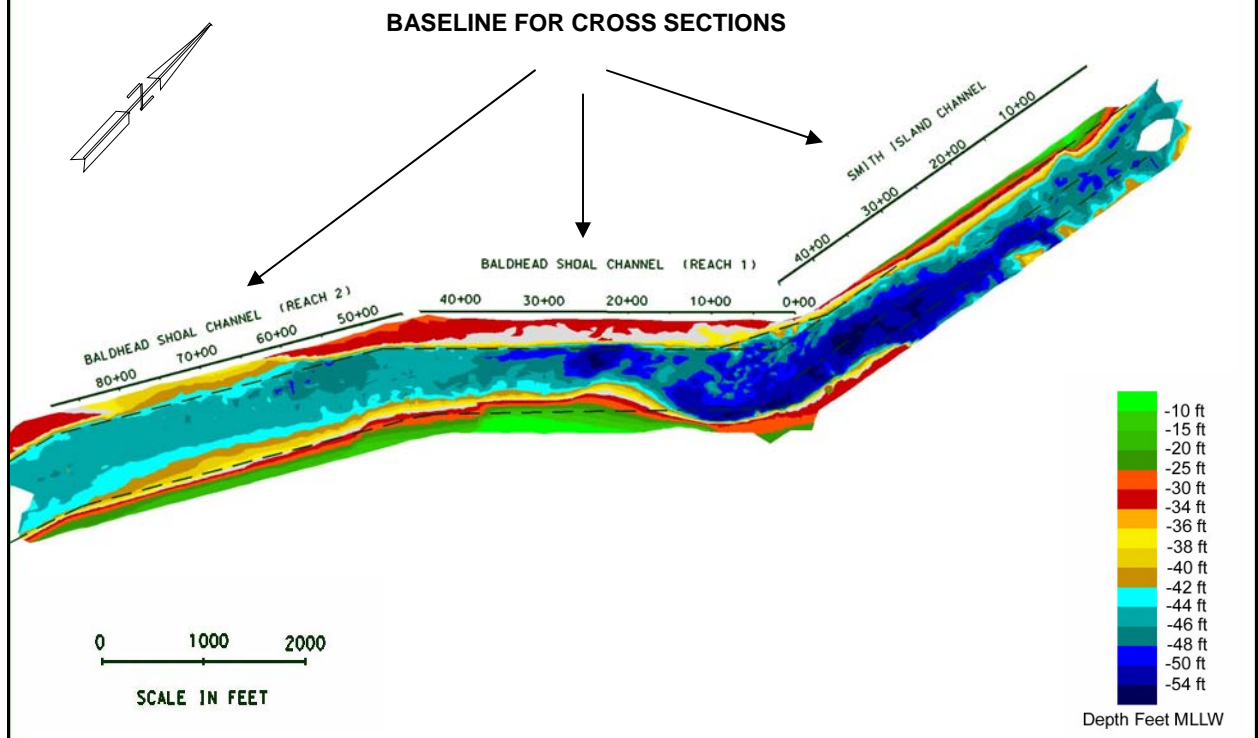 BASELINE FOR CROSS SECTIONS
N
SMITH ISLAND CHANNEL
10+00
20+00
30+00
40+00
BALDHEAD SHOAL CHANNEL (REACH 1)
40+00 30+00 20+00 10+00 0+00
BALDHEAD SHOAL CHANNEL (REACH 2)
80+00 70+00 60+00 50+00
-10 ft
-15 ft
-20 ft
-25 ft
-30 ft
-34 ft
-36 ft
-38 ft
-40 ft
-42 ft
-44 ft
-46 ft
-48 ft
-50 ft
-54 ft
Depth Feet MLLW
0 1000 2000
SCALE IN FEET